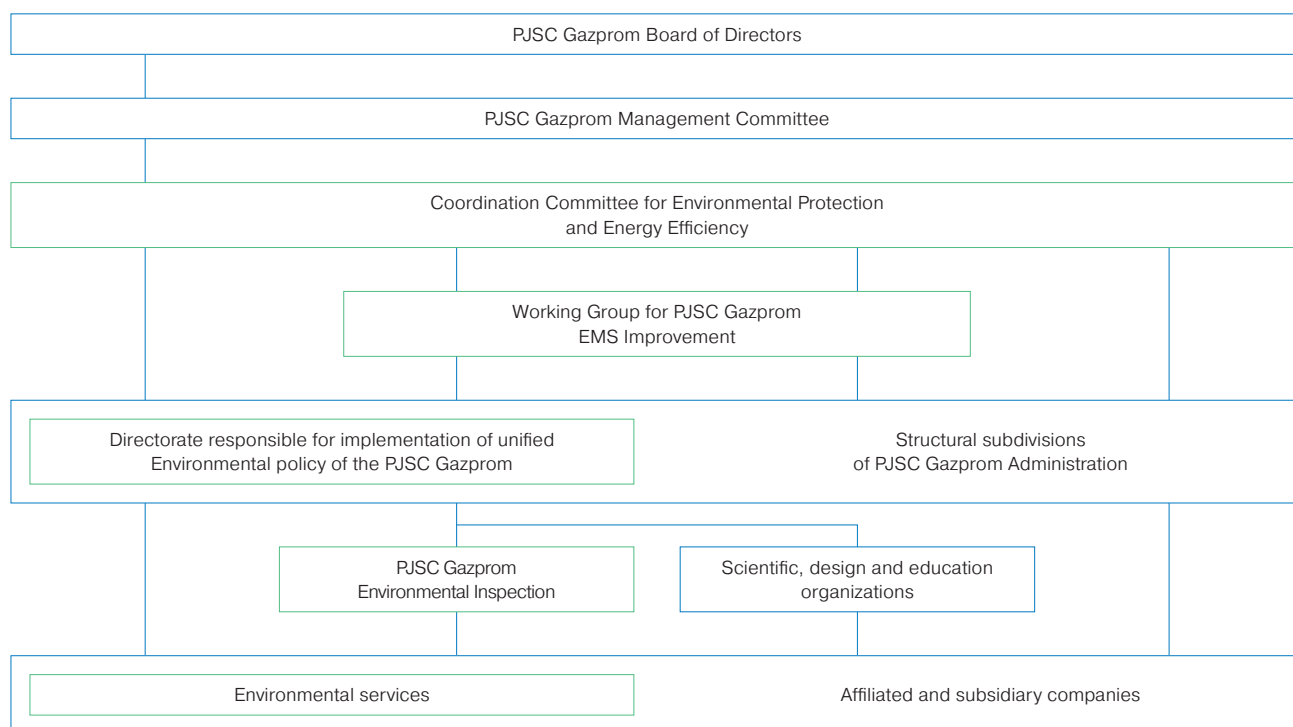 PJSC Gazprom Board of Directors
PJSC Gazprom Management Committee
Coordination Committee for Environmental Protection
and Energy Efficiency
Working Group for PJSC Gazprom
EMS Improvement
Directorate responsible for implementation of unified
Environmental policy of the PJSC Gazprom
Structural subdivisions
of PJSC Gazprom Administration
PJSC Gazprom
Environmental Inspection
Scientific, design and education
organizations
Environmental services
Affiliated and subsidiary companies